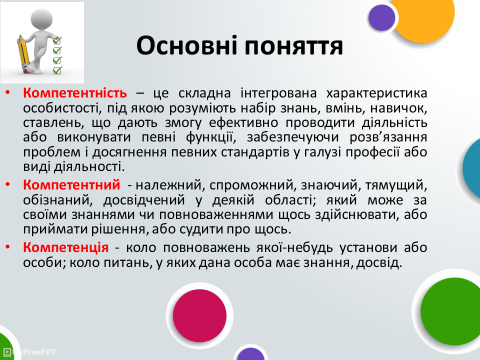 Основні поняття
• Компетентність – це складна інтегрована характеристика
особистості, під якою розуміють набір знань, вмінь, навичок,
ставлень, що дають змогу ефективно проводити діяльність
або виконувати певні функції, забезпечуючи розв’язання
проблем і досягнення певних стандартів у галузі професії або
виді діяльності.
• Компетентний - належний, спроможний, знаючий, тямущий,
обізнаний, досвідчений у деякій області; який може за
своїми знаннями чи повноваженнями щось здійснювати, або
приймати рішення, або судити про щось.
• Компетенція - коло повноважень якої-небудь установи або
особи; коло питань, у яких дана особа має знання, досвід.